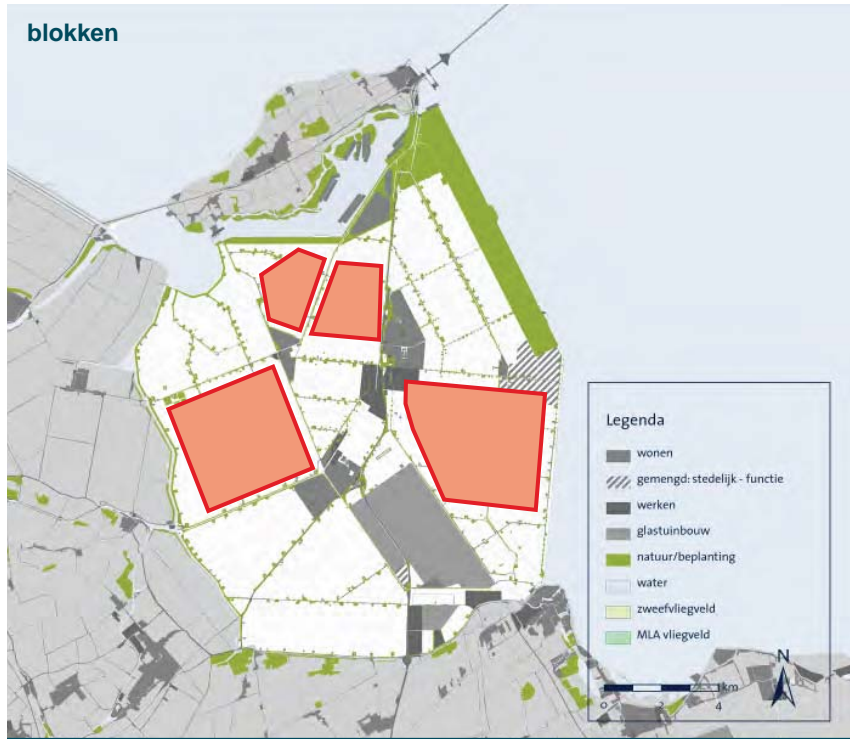 blokken
Legenda
wonen
gemengd: stedelijk - functie
werken
glastuinbouw
natuur/beplanting
water
zweefvliegveld
MLA vliegveld
N
km
0 2 4